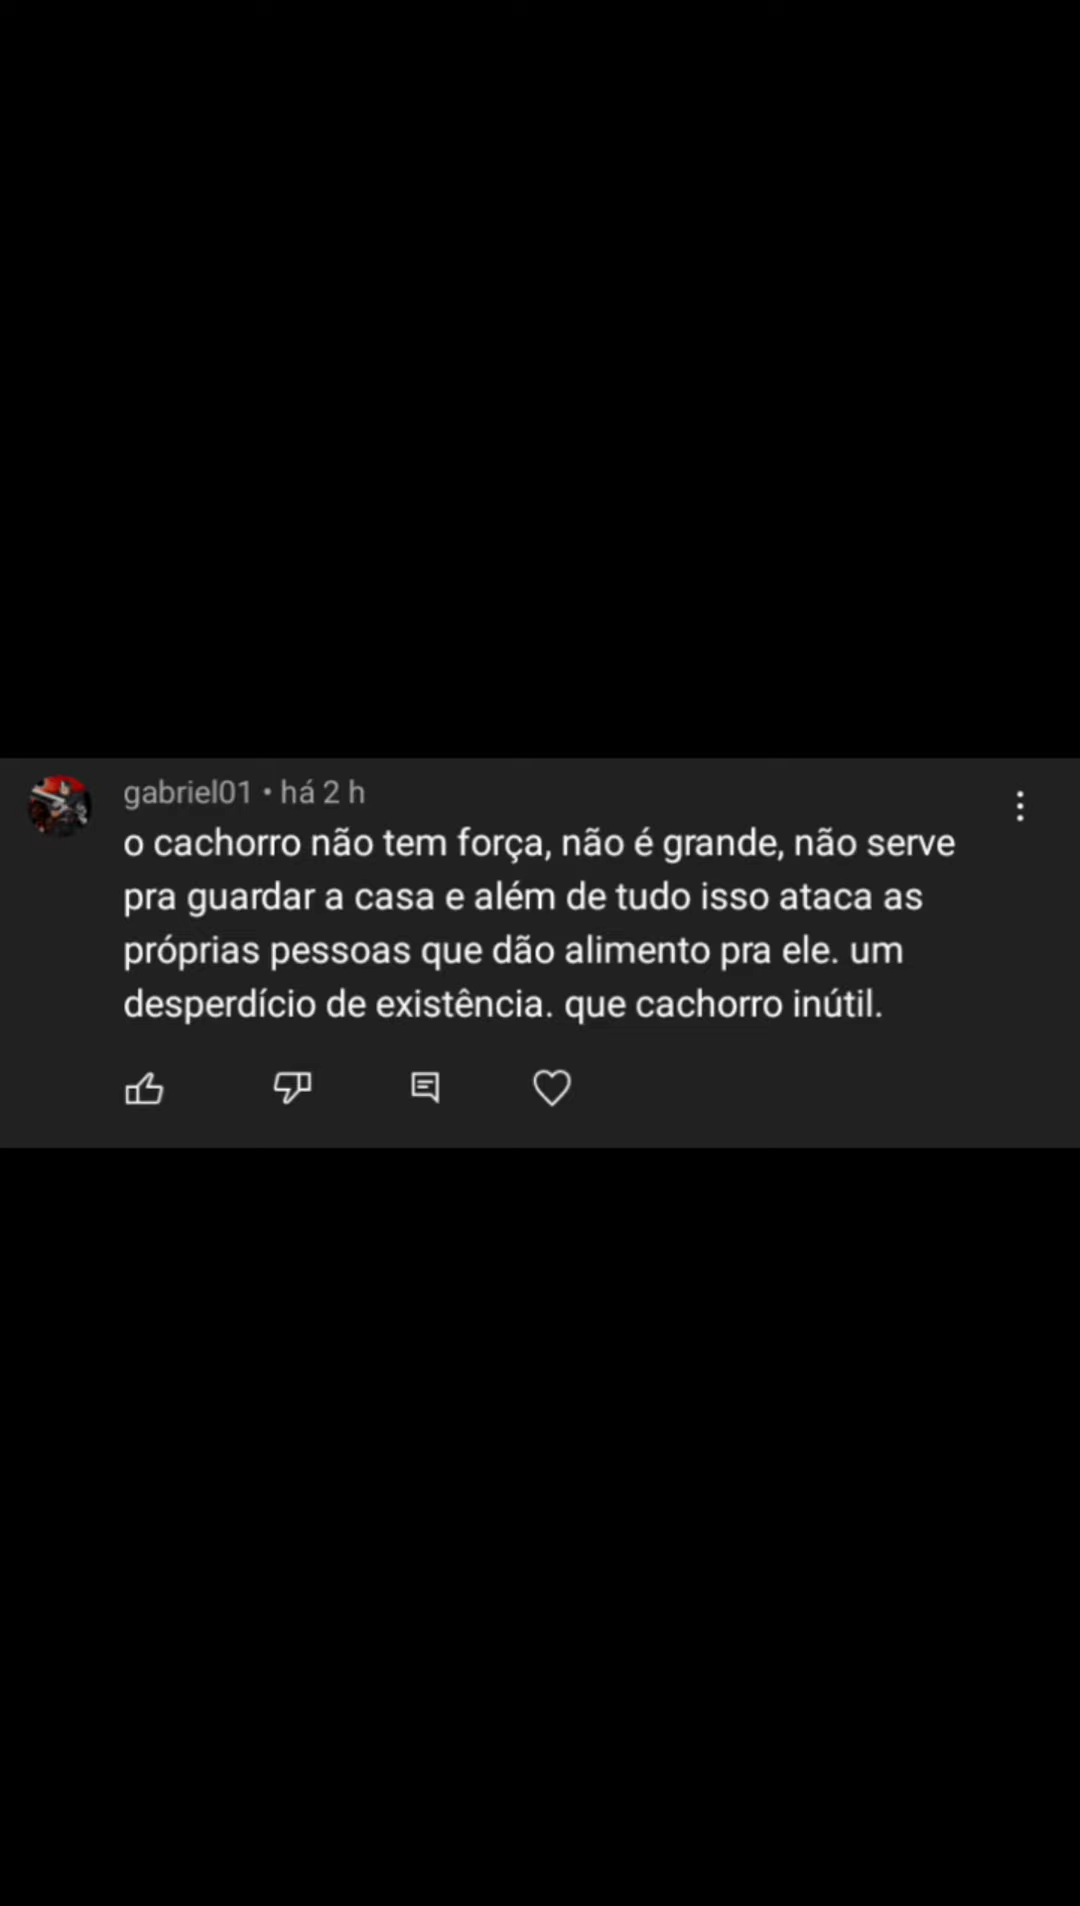 gabriel01 • há 2 h
o cachorro não tem força, não é grande, não serve
pra guardar a casa e além de tudo isso ataca as
próprias pessoas que dão alimento pra ele. um
desperdício de existência. que cachorro inútil.